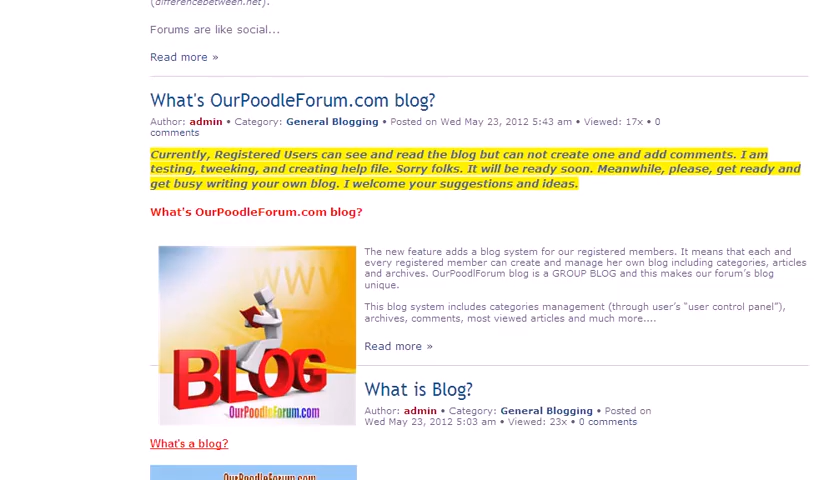 (differencebetween.net).
Forums are like social...
Read more »
What's OurPoodleForum.com blog?
Author: admin • Category: General Blogging • Posted on Wed May 23, 2012 5:43 am • Viewed: 17x • 0
comments
Currently, Registered Users can see and read the blog but can not create one and add comments. I am
testing, tweeking, and creating help file. Sorry folks. It will be ready soon. Meanwhile, please, get ready and
get busy writing your own blog. I welcome your suggestions and ideas.
What's OurPoodleForum.com blog?
The new feature adds a blog system for our registered members. It means that each and
every registered member can create and manage her own blog including categories, articles
and archives. OurPoodlForum blog is a GROUP BLOG and this makes our forum's blog
unique.
This blog system includes categories management (through user's "user control panel"),
archives, comments, most viewed articles and much more....
Read more »
WWW
BLOG
OurPoodleForum.com
What is Blog?
Author: admin • Category: General Blogging • Posted on
Wed May 23, 2012 5:03 am • Viewed: 23x • 0 comments
What's a blog?
OurPoodleForum.com